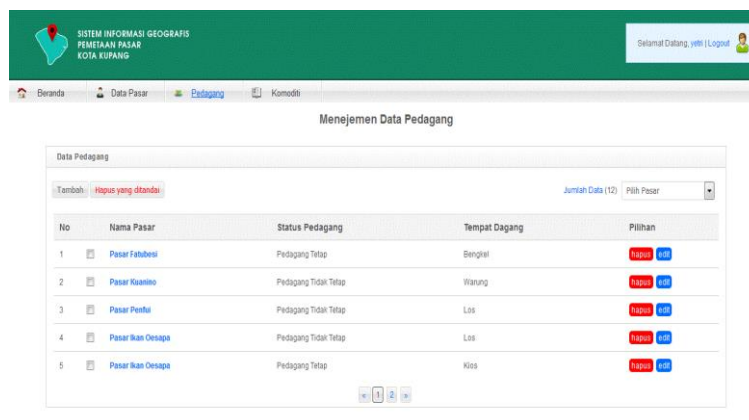 SISTEM INFORMASI GEOGRAFIS
PEMETAAN PASAR
KOTA KUPANG
Selamat Datang, yetri | Logout
Beranda Data Pasar Pedagang Komoditi
Menejemen Data Pedagang
Data Pedagang
Tambah Hapus yang ditandai Jumlah Data (12) Pilih Pasar
No Nama Pasar Status Pedagang Tempat Dagang Pilihan
1 Pasar Fatubesi Pedagang Tetap Bengkel hapus edit
2 Pasar Kuanino Pedagang Tidak Tetap Warung hapus edit
3 Pasar Penfui Pedagang Tidak Tetap Los hapus edit
4 Pasar Ikan Oesapa Pedagang Tidak Tetap Los hapus edit
5 Pasar Ikan Oesapa Pedagang Tetap Kios hapus edit
« 1 2 »